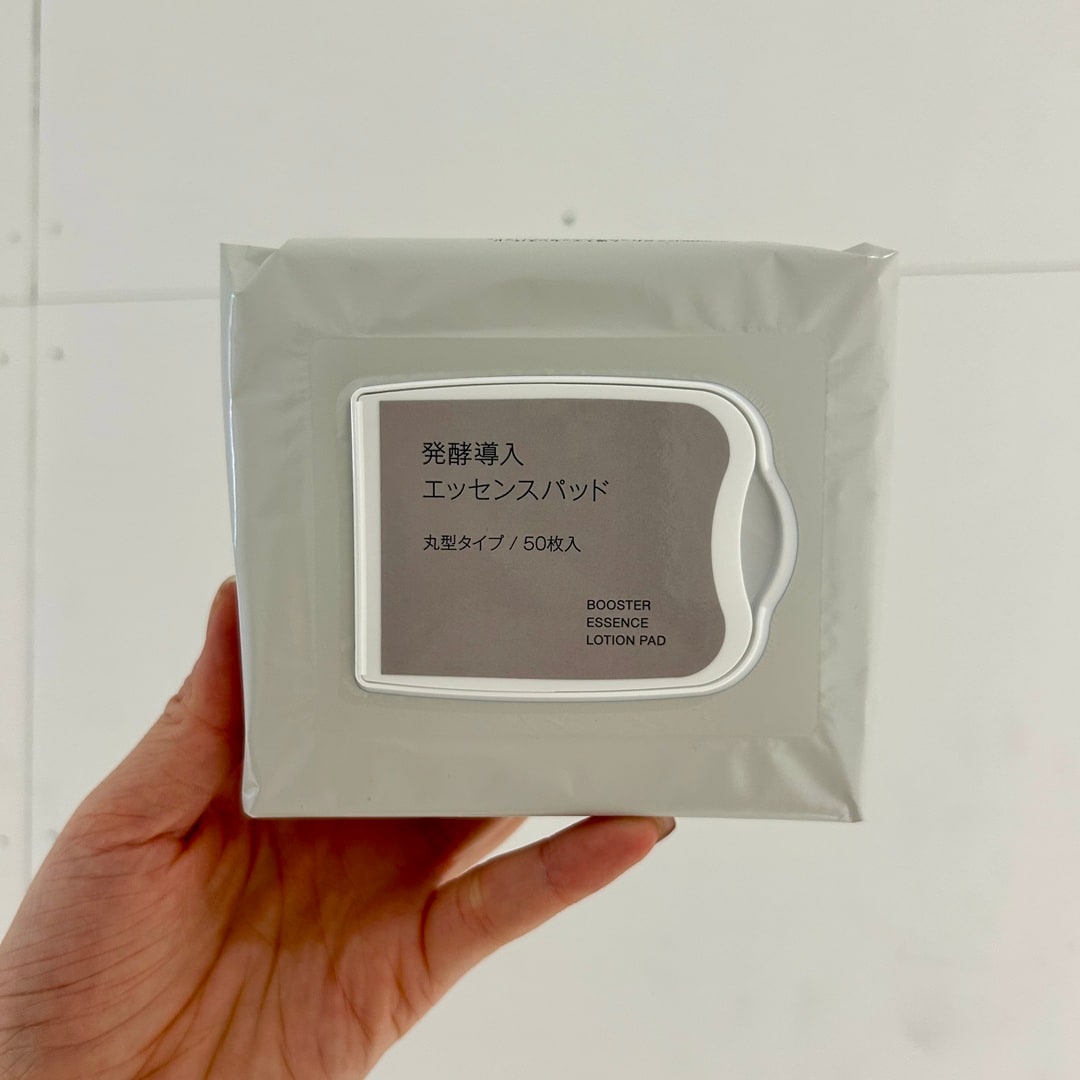 発酵導入
エッセンスパッド
丸型タイプ / 50枚入
BOOSTER
ESSENCE
LOTION PAD